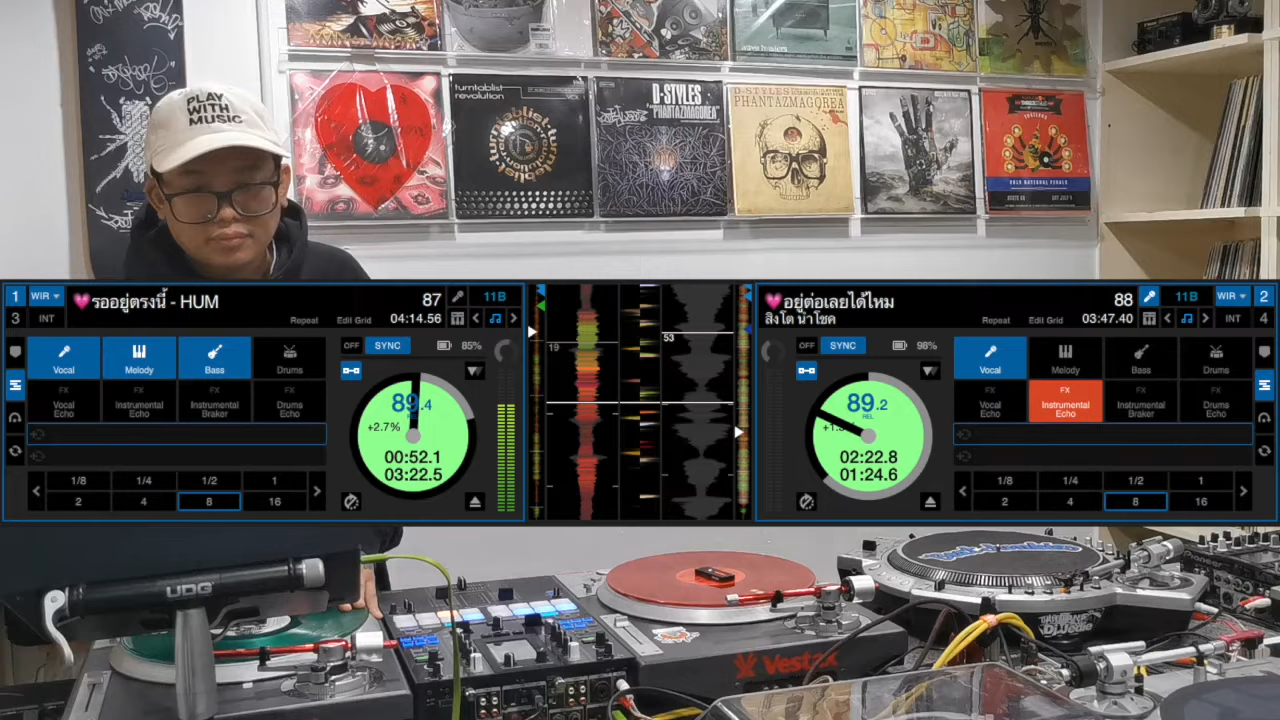 PLAY
WITH
MUSIC
turntablist
revolution
D-STYLES
PHANTAZMAGOREA
D-STYLES
PHANTAZMAGOREA
THAILAND
2019 NATIONAL FINALS
1
WIR
💗รออยู่ตรงนี้ - HUM
87
11B
3
INT
Repeat
Edit Grid
04:14.56
OFF
SYNC
85%
Vocal
Melody
Bass
Drums
FX
Vocal
Echo
FX
Instrumental
Echo
FX
Instrumental
Braker
FX
Drums
Echo
89.4
+2.7%
00:52.1
03:22.5
1/8
1/4
1/2
1
2
4
8
16
19
53
💗อยู่ต่อเลยได้ไหม
สิงโต นำโชค
88
11B
WIR
2
Repeat
Edit Grid
03:47.40
INT
4
OFF
SYNC
98%
Vocal
Melody
Bass
Drums
FX
Vocal
Echo
FX
Instrumental
Echo
FX
Instrumental
Braker
FX
Drums
Echo
89.2
REL
02:22.8
01:24.6
1/8
1/4
1/2
1
2
4
8
16
UDG
Vestax